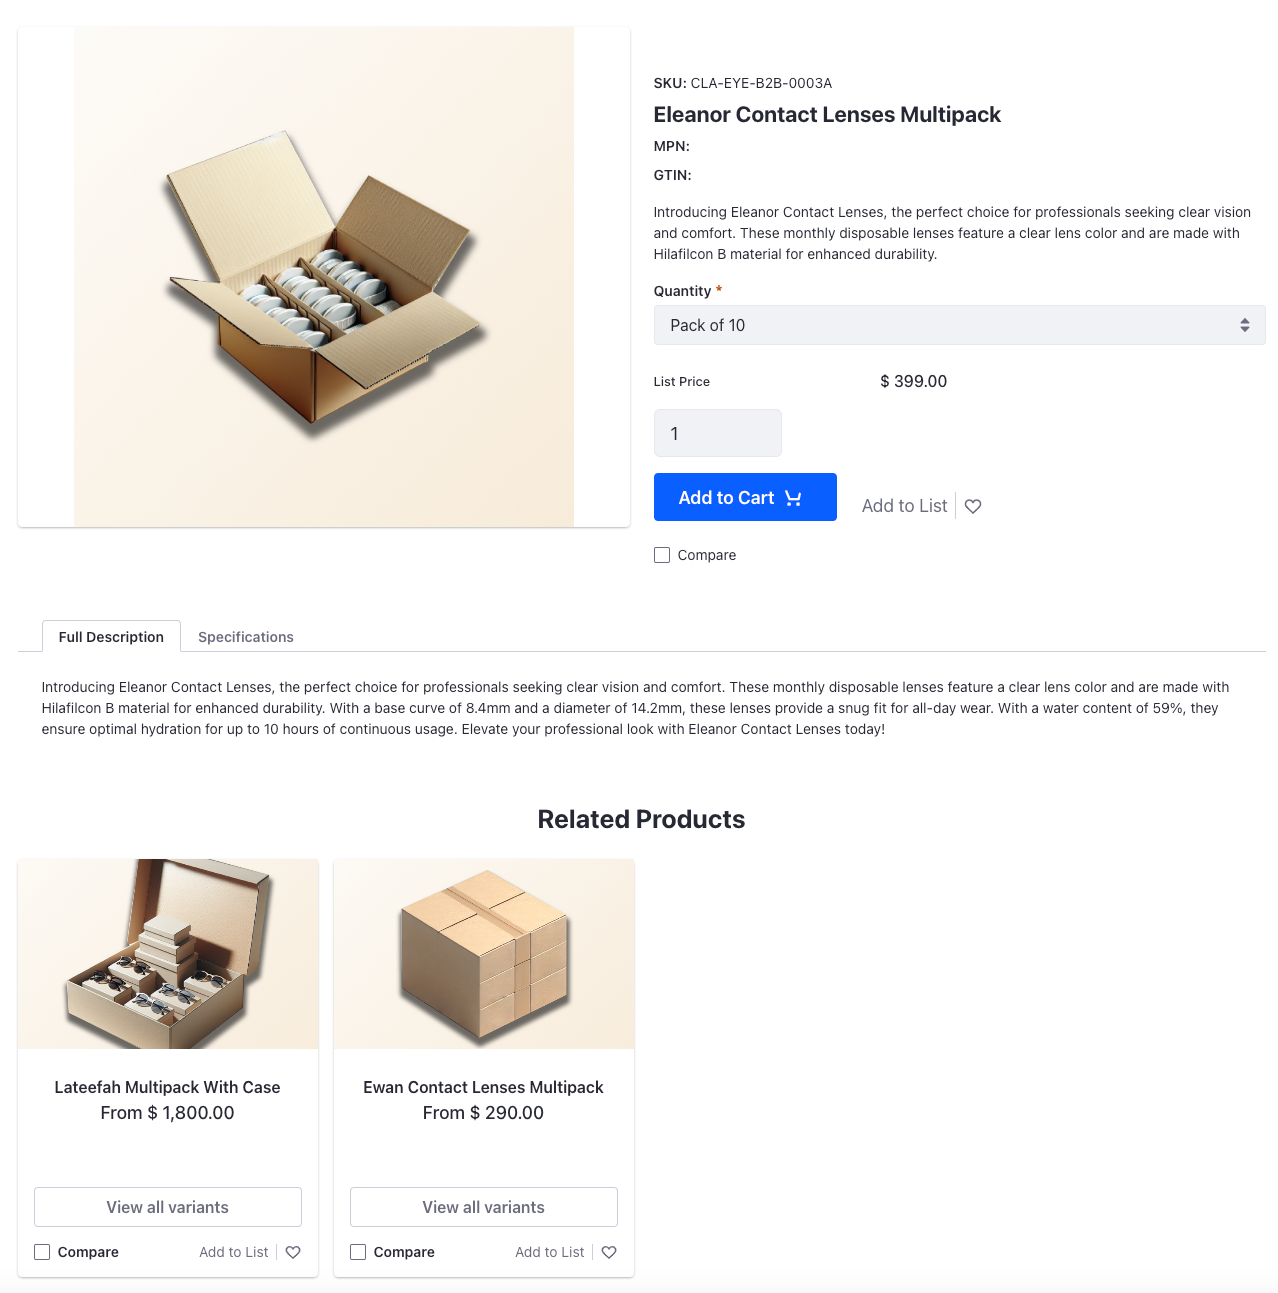 SKU: CLA-EYE-B2B-0003A
Eleanor Contact Lenses Multipack
MPN:
GTIN:
Introducing Eleanor Contact Lenses, the perfect choice for professionals seeking clear vision
and comfort. These monthly disposable lenses feature a clear lens color and are made with
Hilafilcon B material for enhanced durability.
Quantity *
Pack of 10
List Price $ 399.00
1
Add to Cart Add to List
Compare
Full Description Specifications
Introducing Eleanor Contact Lenses, the perfect choice for professionals seeking clear vision and comfort. These monthly disposable lenses feature a clear lens color and are made with
Hilafilcon B material for enhanced durability. With a base curve of 8.4mm and a diameter of 14.2mm, these lenses provide a snug fit for all-day wear. With a water content of 59%, they
ensure optimal hydration for up to 10 hours of continuous usage. Elevate your professional look with Eleanor Contact Lenses today!
Related Products
Lateefah Multipack With Case
From $ 1,800.00
View all variants
Compare Add to List
Ewan Contact Lenses Multipack
From $ 290.00
View all variants
Compare Add to List